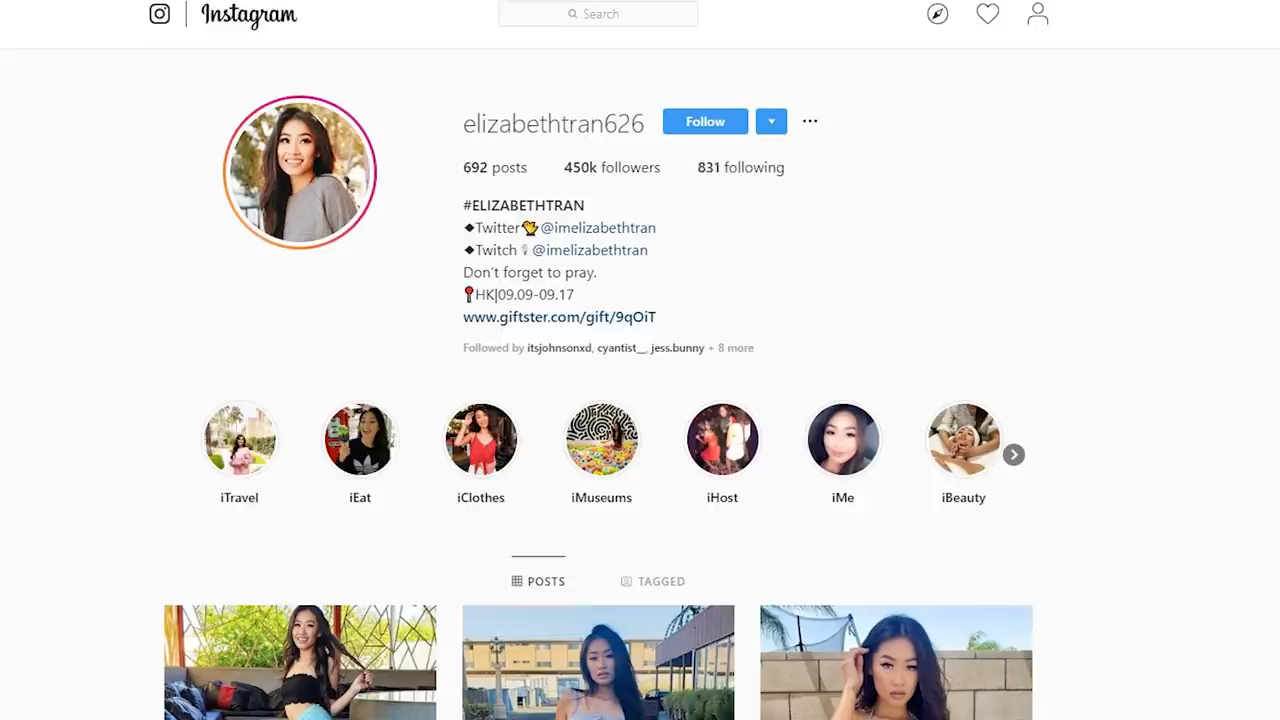 Instagram
Search
elizabethtran626
Follow
692 posts 450k followers 831 following
#ELIZABETHTRAN
◆Twitter🐤@imelizabethtran
◆Twitch🎙@imelizabethtran
Don't forget to pray.
📍HK|09.09-09.17
www.giftster.com/gift/9qOiT
Followed by itsjohnsonxd, cyantist__, jess.bunny + 8 more
iTravel iEat iClothes iMuseums iHost iMe iBeauty
POSTS TAGGED